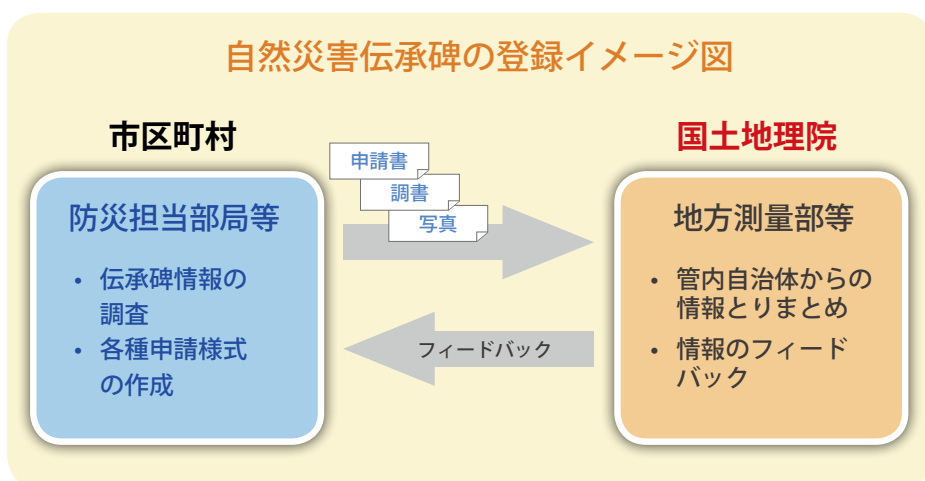 自然災害伝承碑の登録イメージ図
市区町村
国土地理院
申請書
調書
写真
防災担当部局等
• 伝承碑情報の
調査
• 各種申請様式
の作成
フィードバック
地方測量部等
• 管内自治体からの
情報とりまとめ
• 情報のフィード
バック